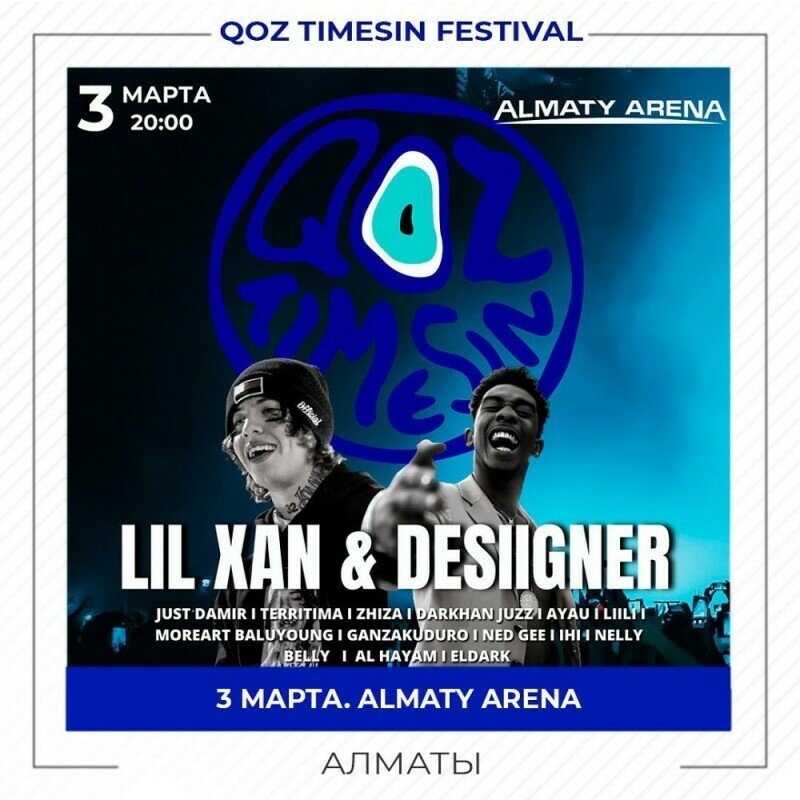 QOZ TIMESIN FESTIVAL
3 МАРТА
20:00
ALMATY ARENA
QOZ
TIMESIN
Official
LIL XAN & DESIIGNER
JUST DAMIR I TERRITIMA I ZHIZA I DARKHAN JUZZ I AYAU I LIILI I
MOREART BALUYOUNG I GANZAKUDURO I NED GEE I IHI I NELLY
BELLY I AL HAYAM I ELDARK
3 МАРТА. ALMATY ARENA
АЛМАТЫ